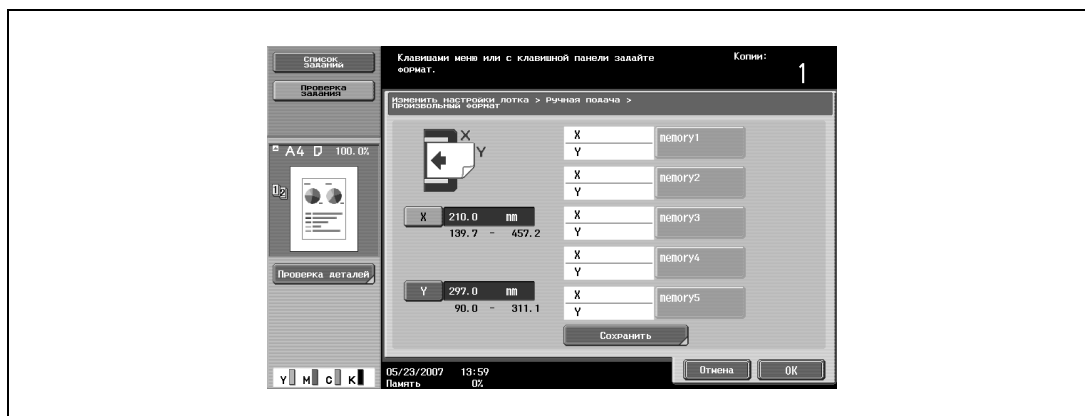 Список
заданий
Проверка
задания
A4 100.0%
12
Проверка деталей
Y M C K
Клавишами меню или с клавишной панели задайте
формат.
Копии:
1
Изменить настройки лотка > Ручная подача >
Произвольный формат
X
Y
X 210.0 mm
139.7 - 457.2
Y 297.0 mm
90.0 - 311.1
X
Y
memory1
X
Y
memory2
X
Y
memory3
X
Y
memory4
X
Y
memory5
Сохранить
05/23/2007 13:59
Память 0%
Отмена
OK